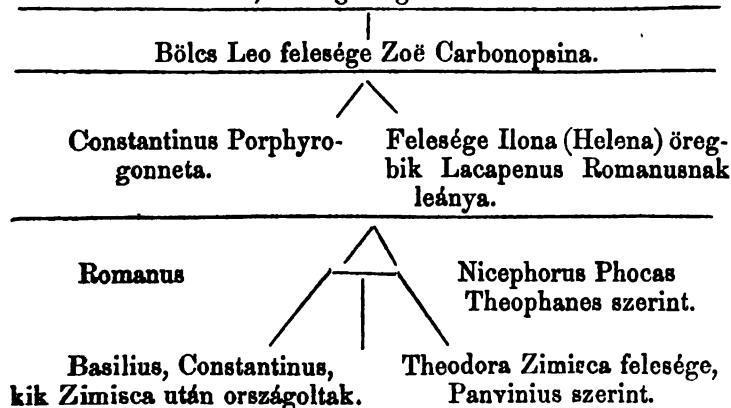 Bölcs Leo felesége Zoë Carbonopsina.
Constantinus Porphyro-
gonneta.
Felesége Ilona (Helena) öreg-
bik Lacapenus Romanusnak
leánya.
Romanus
Nicephorus Phocas
Theophanes szerint.
Basilius, Constantinus,
kik Zimisca után országoltak.
Theodora Zimisca felesége,
Panvinius szerint.